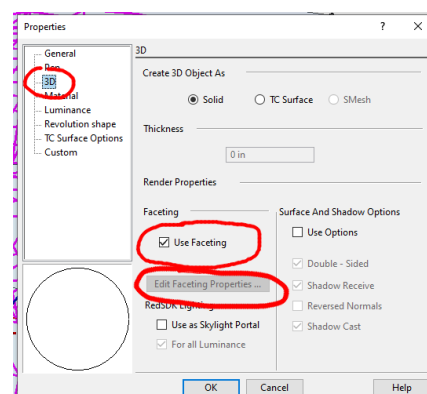 Properties ? ×
General
Pen
3D
Material
Luminance
Revolution shape
TC Surface Options
Custom
3D
Create 3D Object As
Solid TC Surface SMesh
Thickness
0 in
Render Properties
Faceting
Use Faceting
Edit Faceting Properties ...
RedSDK Lighting
Use as Skylight Portal
For all Luminance
Surface And Shadow Options
Use Options
Double - Sided
Shadow Receive
Reversed Normals
Shadow Cast
OK Cancel Help